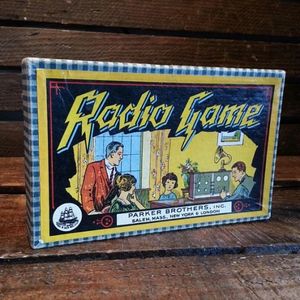 Radio Game
PARKER BROTHERS, INC.
SALEM, MASS. NEW YORK & LONDON